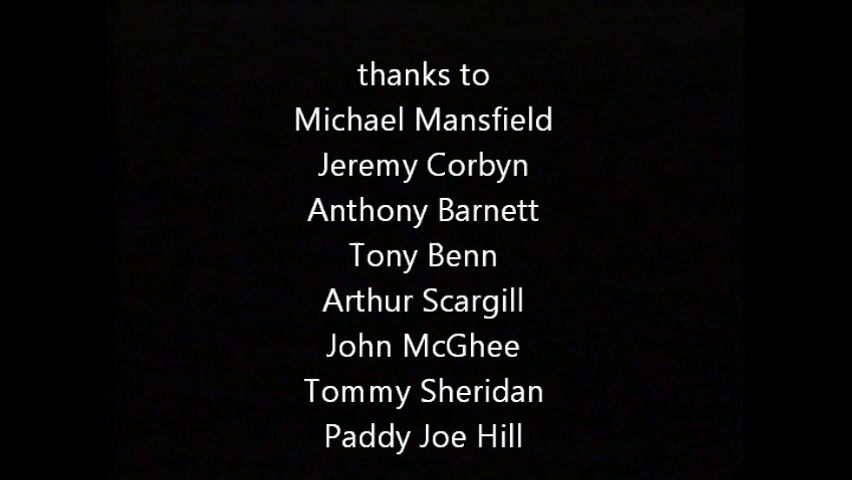 thanks to
Michael Mansfield
Jeremy Corbyn
Anthony Barnett
Tony Benn
Arthur Scargill
John McGhee
Tommy Sheridan
Paddy Joe Hill